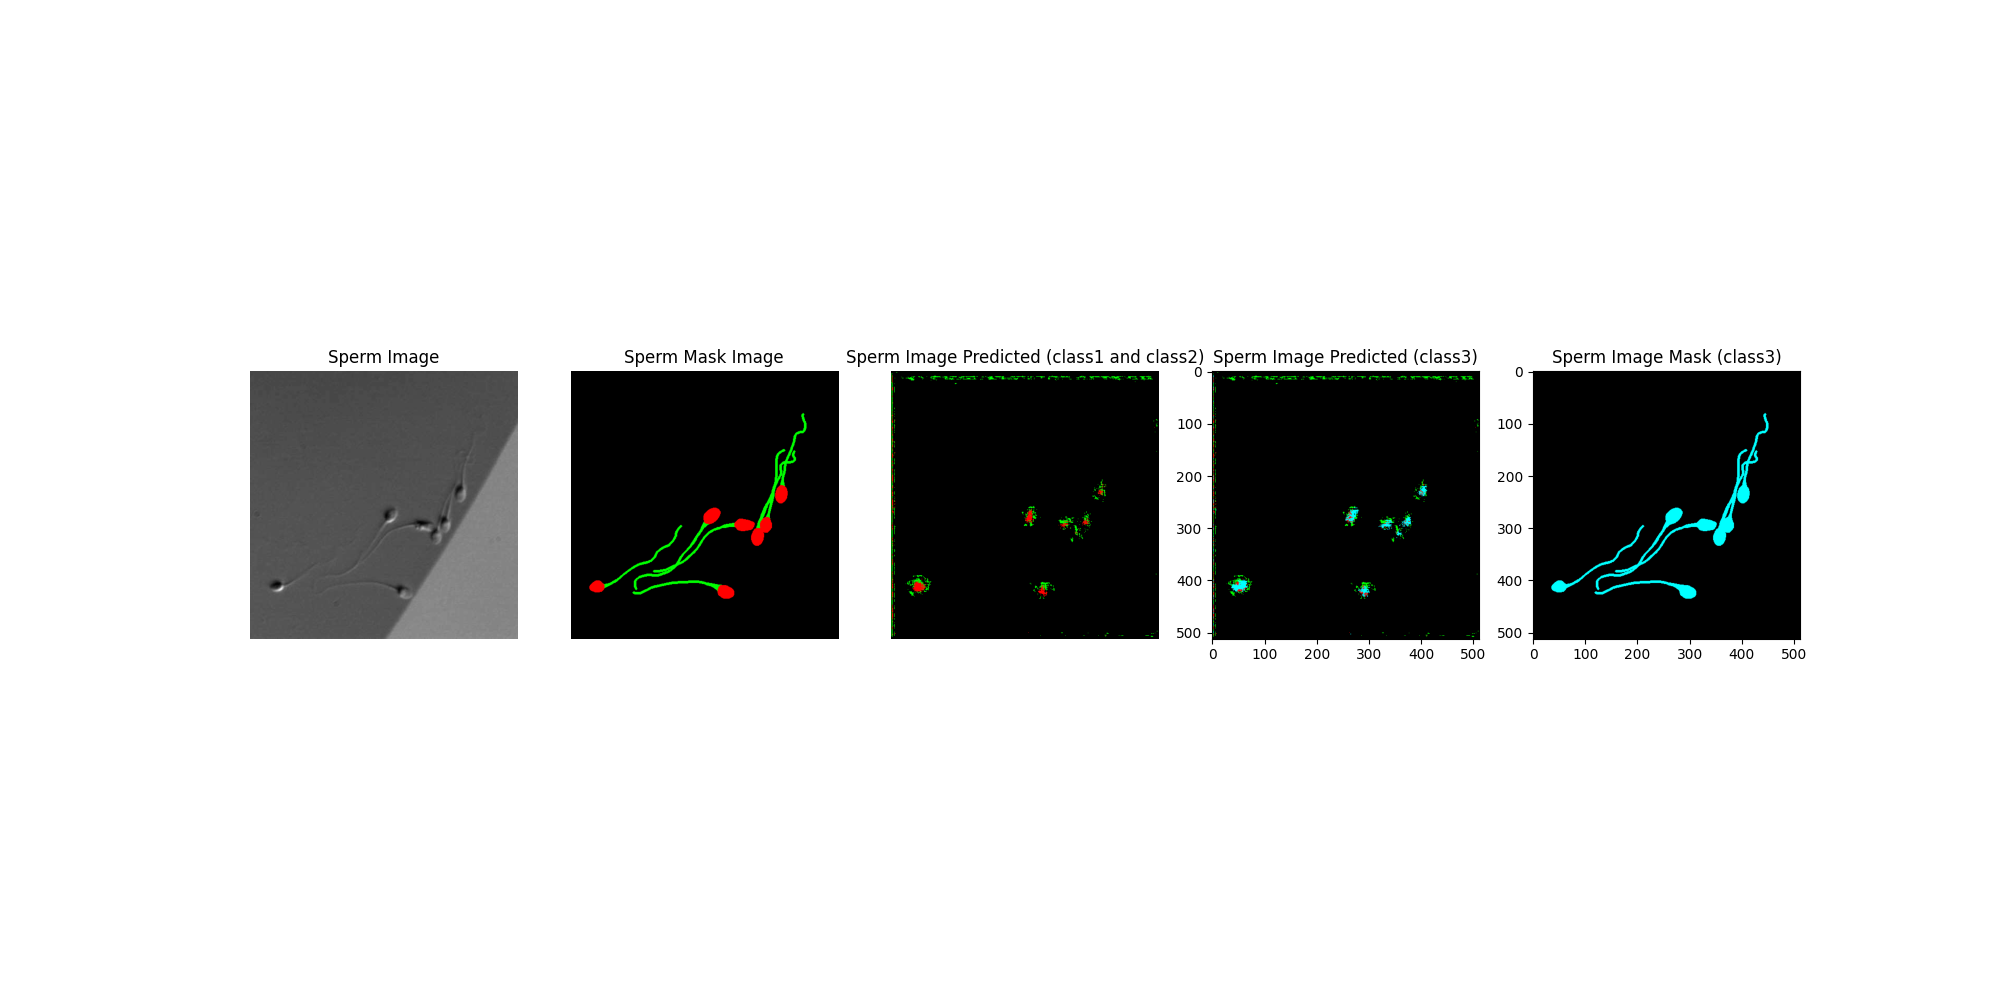 Sperm Image
Sperm Mask Image
Sperm Image Predicted (class1 and class2)
Sperm Image Predicted (class3)
Sperm Image Mask (class3)
0
100
200
300
400
500
0 100 200 300 400 500
0
100
200
300
400
500
0 100 200 300 400 500